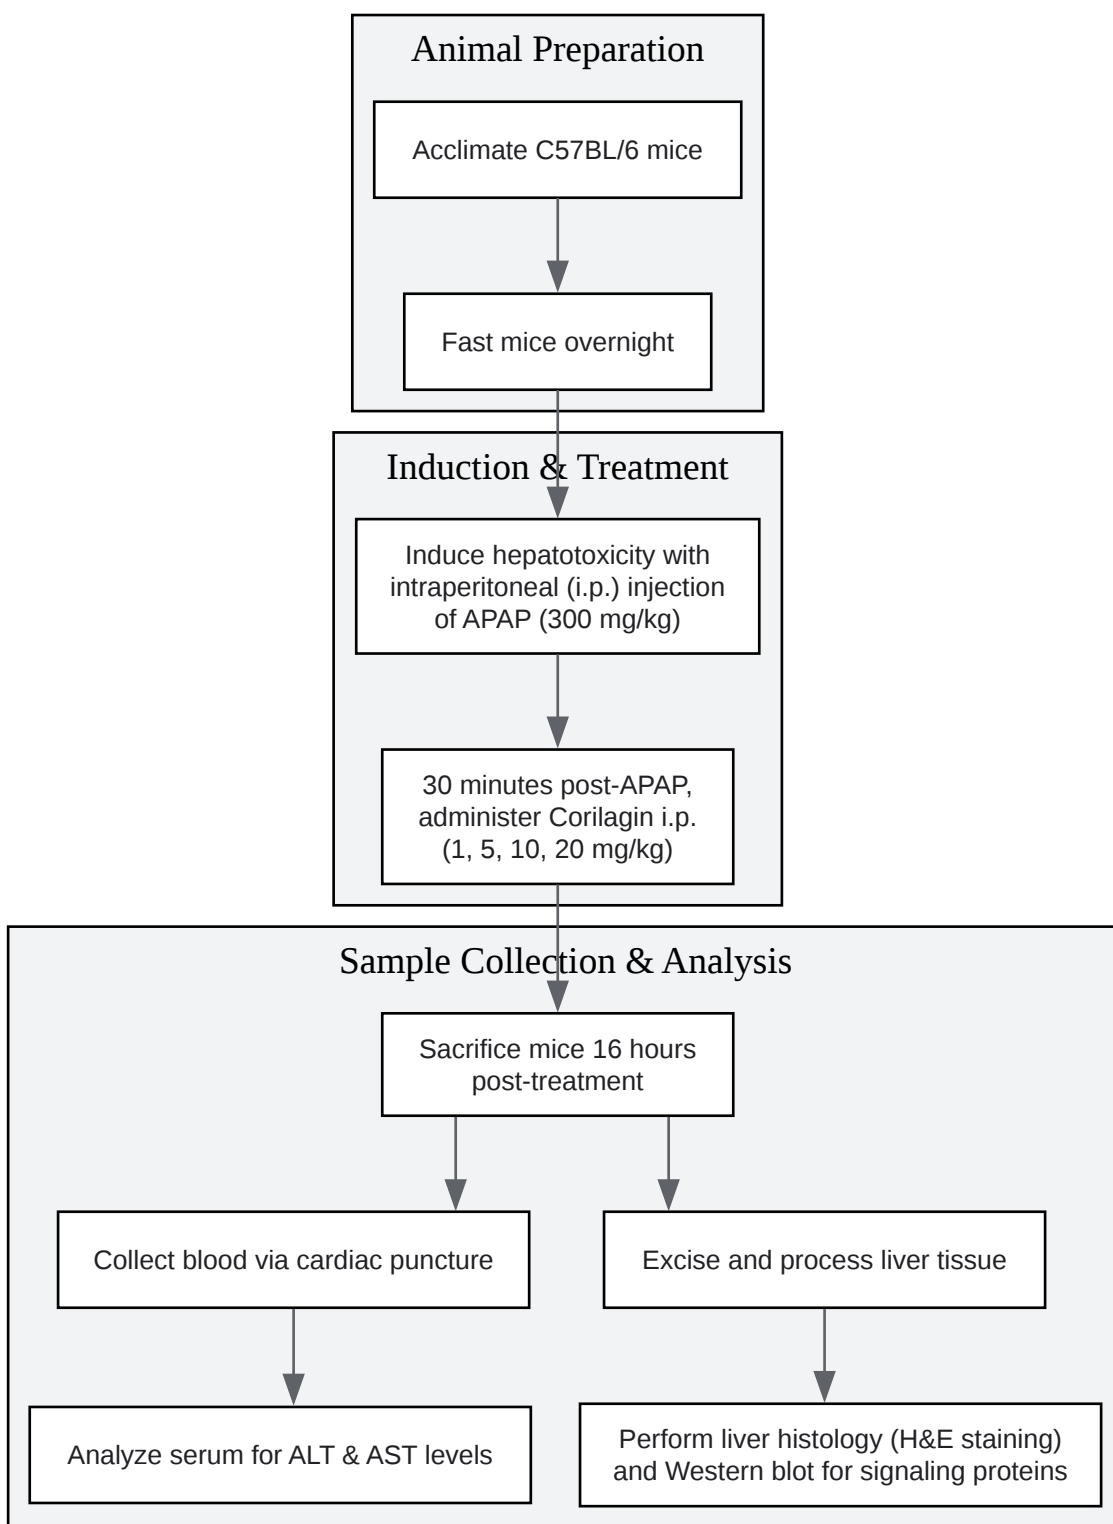 Animal Preparation
Acclimate C57BL/6 mice
Fast mice overnight
Induction & Treatment
Induce hepatotoxicity with
intraperitoneal (i.p.) injection
of APAP (300 mg/kg)
30 minutes post-APAP,
administer Corilagin i.p.
(1, 5, 10, 20 mg/kg)
Sample Collection & Analysis
Sacrifice mice 16 hours
post-treatment
Collect blood via cardiac puncture
Excise and process liver tissue
Analyze serum for ALT & AST levels
Perform liver histology (H&E staining)
and Western blot for signaling proteins